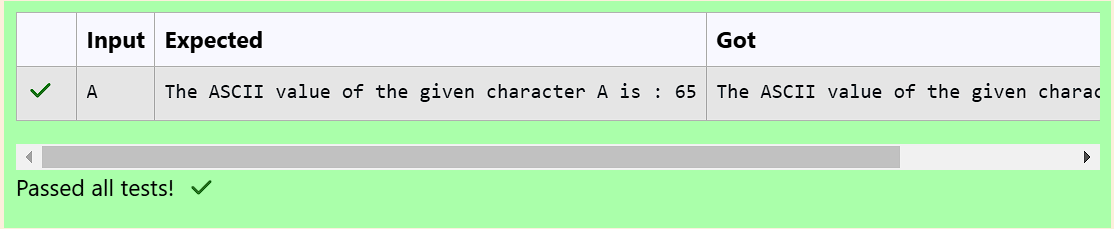 Input Expected Got
A The ASCII value of the given character A is : 65 The ASCII value of the given charac
Passed all tests!